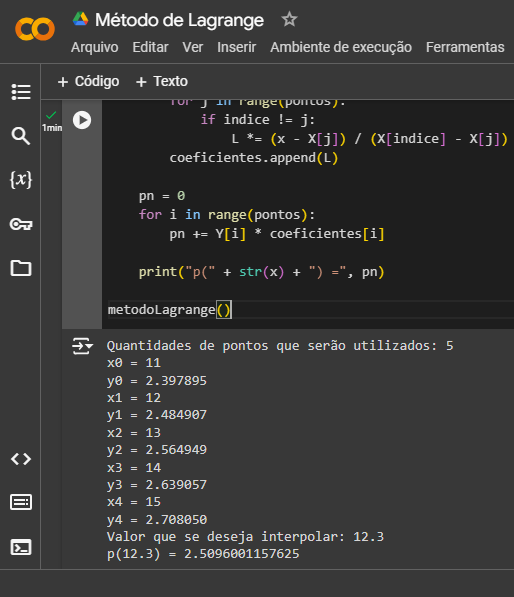 Método de Lagrange
Arquivo Editar Ver Inserir Ambiente de execução Ferramentas
+ Código + Texto
for j in range(pontos):
1min
if indice != j:
L *= (x - X[j]) / (X[indice] - X[j])
coeficientes.append(L)
{x}
pn = 0
for i in range(pontos):
pn += Y[i] * coeficientes[i]
print("p(" + str(x) + ") =", pn)
metodoLagrange()
Quantidades de pontos que serão utilizados: 5
x0 = 11
y0 = 2.397895
x1 = 12
y1 = 2.484907
x2 = 13
y2 = 2.564949
x3 = 14
y3 = 2.639057
x4 = 15
y4 = 2.708050
Valor que se deseja interpolar: 12.3
p(12.3) = 2.5096001157625